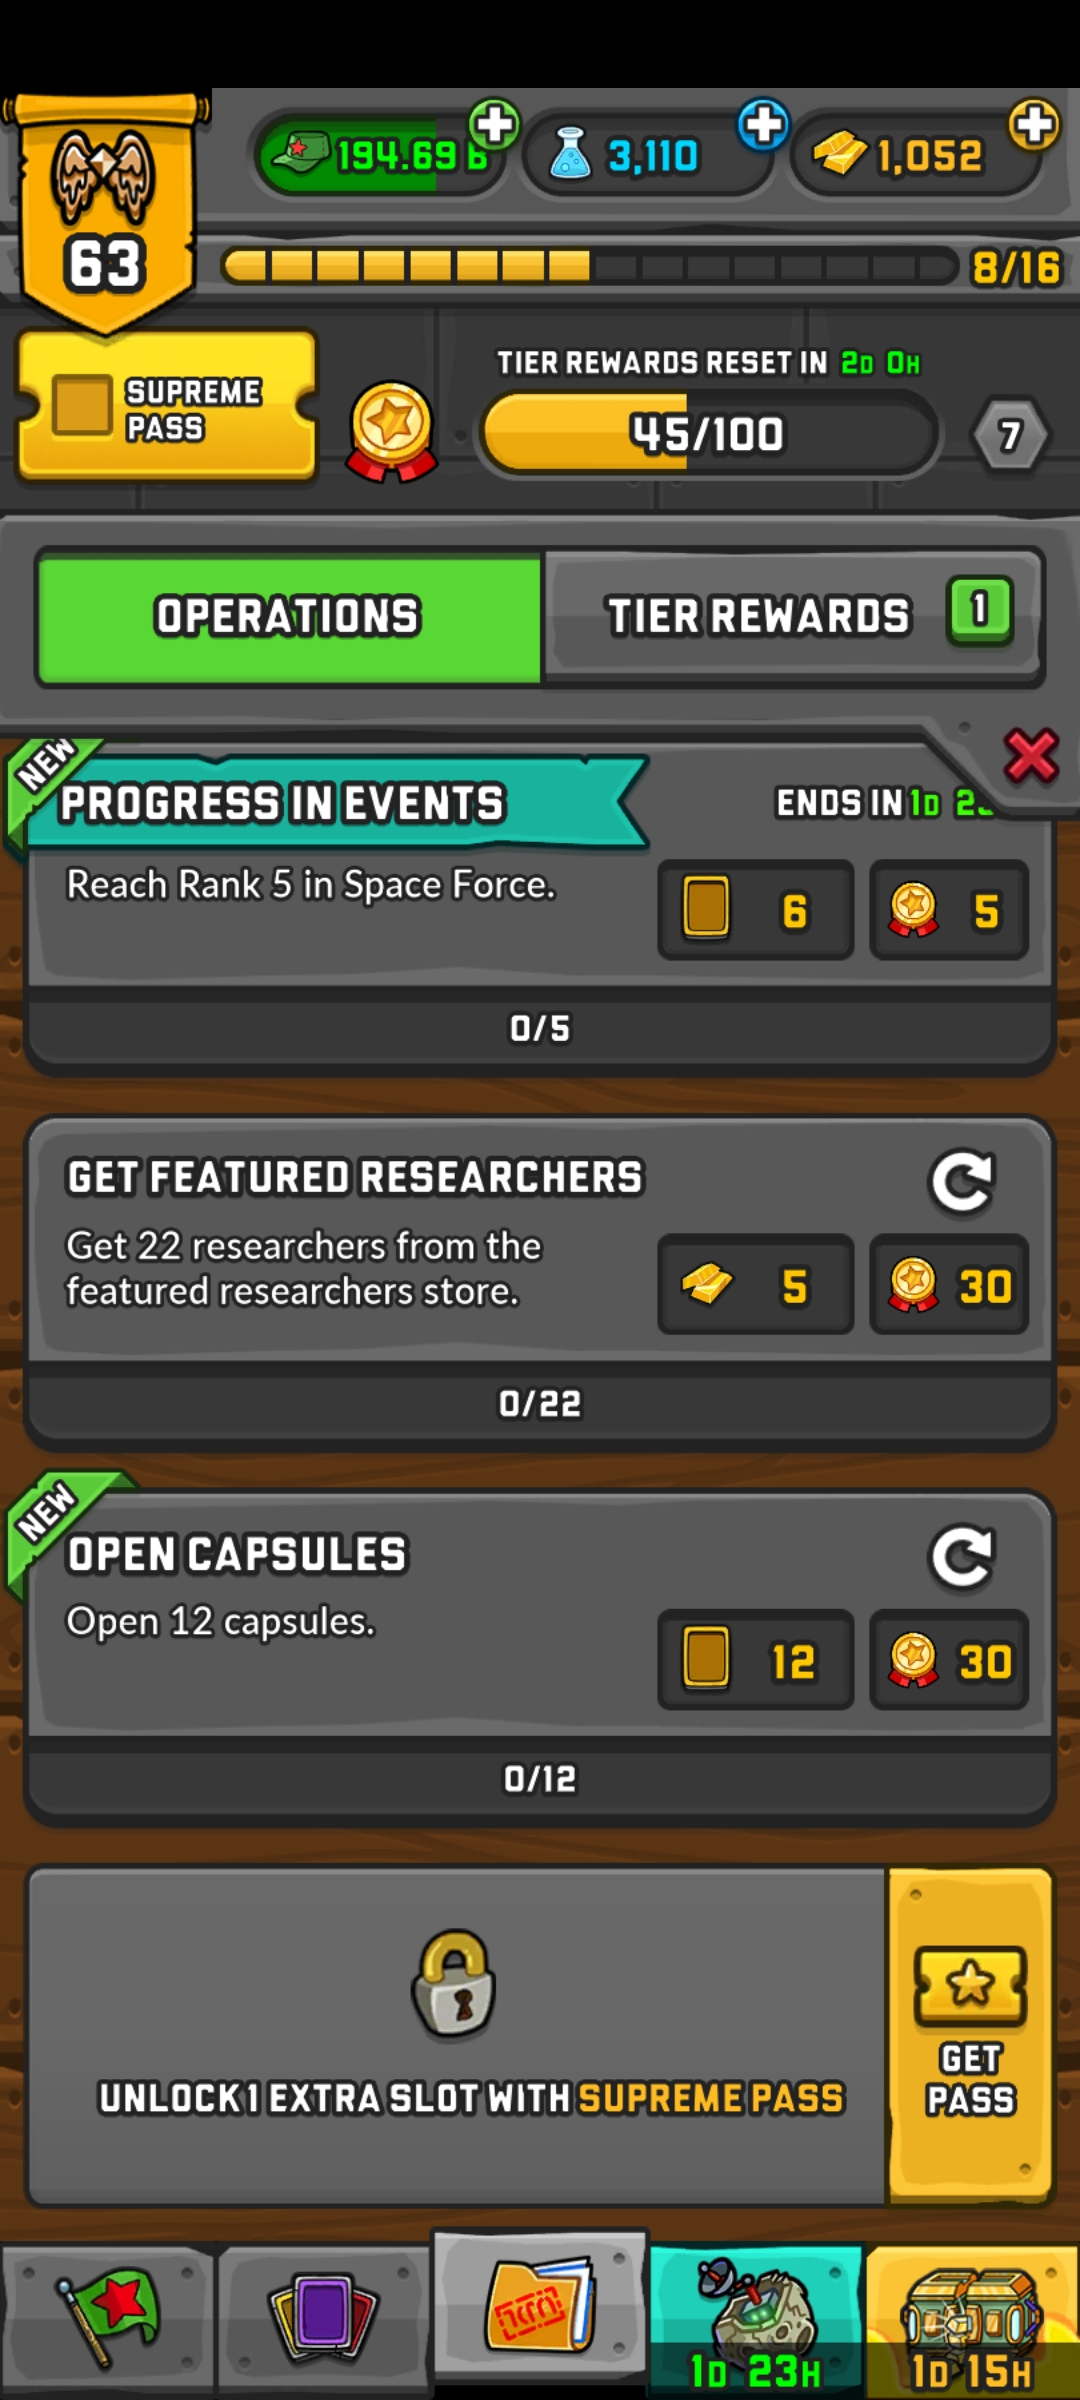 194.69 B
3,110
1,052
63
8/16
SUPREME
PASS
TIER REWARDS RESET IN 2D 0H
45/100
7
OPERATIONS
TIER REWARDS
1
NEW
PROGRESS IN EVENTS
ENDS IN 1D
Reach Rank 5 in Space Force.
6
5
0/5
GET FEATURED RESEARCHERS
Get 22 researchers from the
featured researchers store.
5
30
0/22
NEW
OPEN CAPSULES
Open 12 capsules.
12
30
0/12
UNLOCK 1 EXTRA SLOT WITH SUPREME PASS
GET
PASS
1D 23H
1D 15H